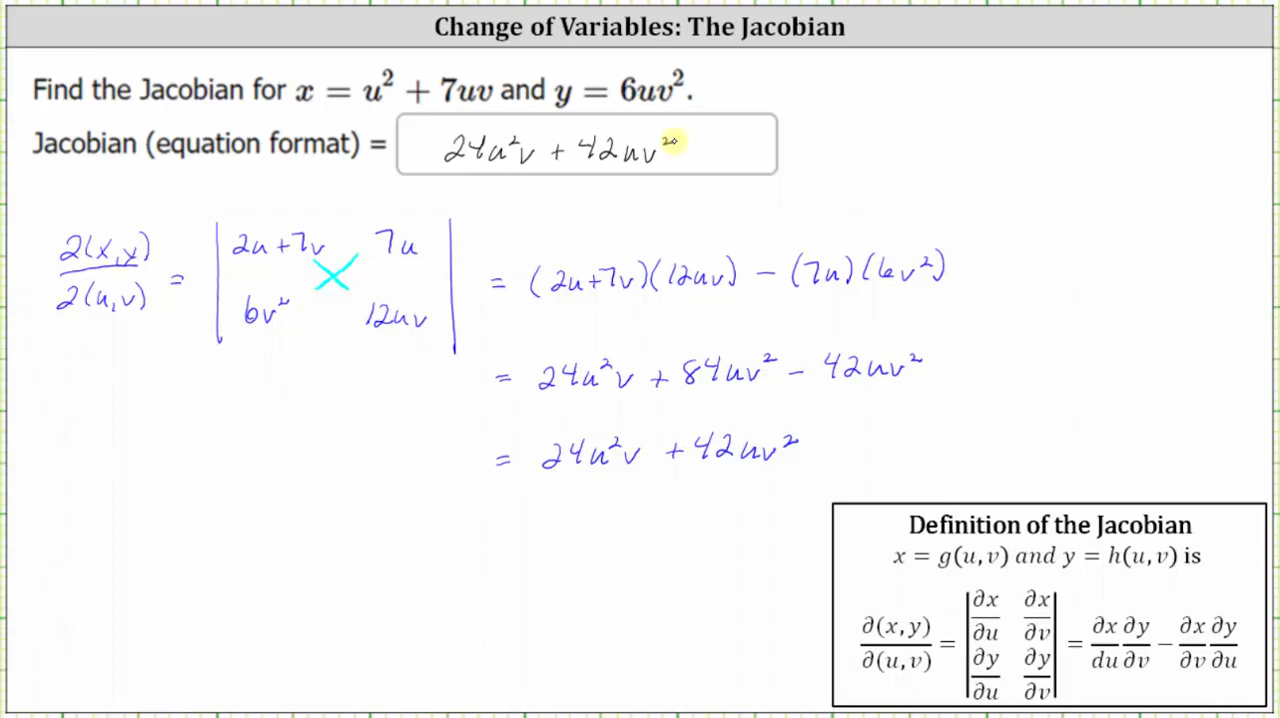 Change of Variables: The Jacobian
Find the Jacobian for x = u² + 7uv and y = 6uv².
Jacobian (equation format) = 24u²v + 42uv²
2(x,y)/2(u,v) = | 2u+7v 7u | = (2u+7v)(12uv) − (7u)(6v²)
| 6v² 12uv |
= 24u²v + 84uv² − 42uv²
= 24u²v + 42uv²
Definition of the Jacobian
x = g(u, v) and y = h(u, v) is
∂(x, y)/∂(u, v) = | ∂x/∂u ∂x/∂v | = ∂x/du ∂y/∂v − ∂x/∂v ∂y/∂u
| ∂y/∂u ∂y/∂v |